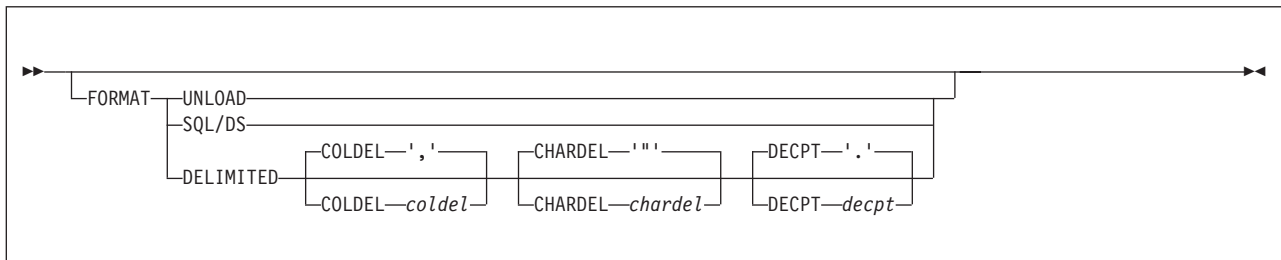 FORMAT UNLOAD
SQL/DS
COLDEL ',' CHARDEL '"' DECPT '.'
DELIMITED
COLDEL coldel CHARDEL chardel DECPT decpt